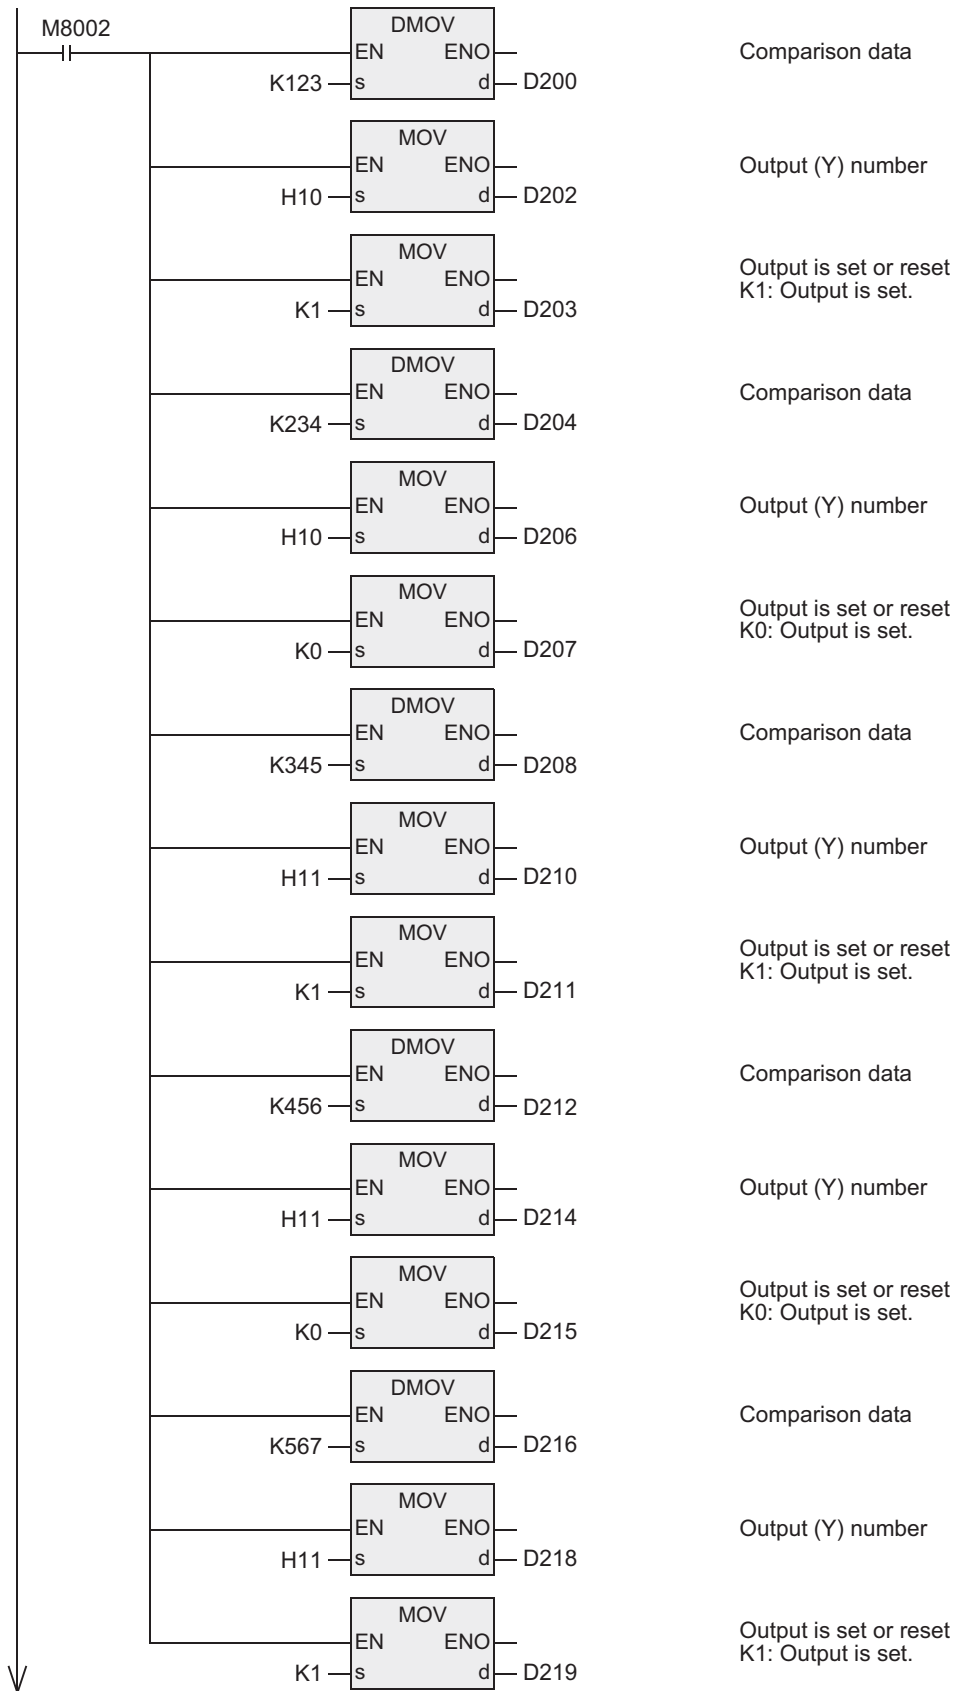 M8002
DMOV
EN ENO
K123 s d D200
Comparison data
MOV
EN ENO
H10 s d D202
Output (Y) number
MOV
EN ENO
K1 s d D203
Output is set or reset
K1: Output is set.
DMOV
EN ENO
K234 s d D204
Comparison data
MOV
EN ENO
H10 s d D206
Output (Y) number
MOV
EN ENO
K0 s d D207
Output is set or reset
K0: Output is set.
DMOV
EN ENO
K345 s d D208
Comparison data
MOV
EN ENO
H11 s d D210
Output (Y) number
MOV
EN ENO
K1 s d D211
Output is set or reset
K1: Output is set.
DMOV
EN ENO
K456 s d D212
Comparison data
MOV
EN ENO
H11 s d D214
Output (Y) number
MOV
EN ENO
K0 s d D215
Output is set or reset
K0: Output is set.
DMOV
EN ENO
K567 s d D216
Comparison data
MOV
EN ENO
H11 s d D218
Output (Y) number
MOV
EN ENO
K1 s d D219
Output is set or reset
K1: Output is set.